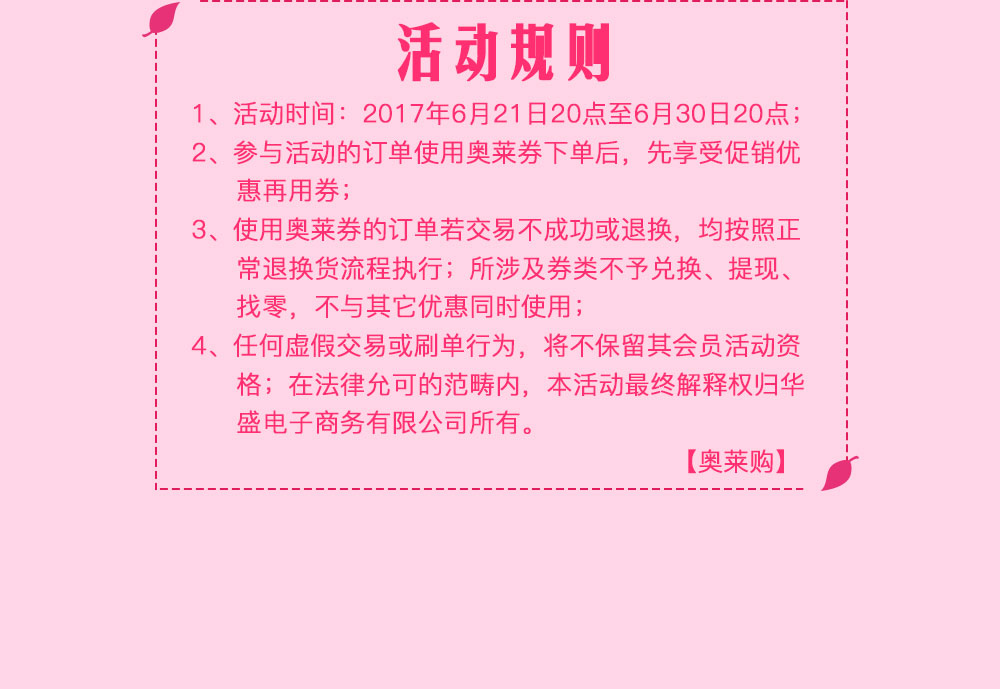 活动规则
1、活动时间：2017年6月21日20点至6月30日20点；
2、参与活动的订单使用奥莱券下单后，先享受促销优
惠再用券；
3、使用奥莱券的订单若交易不成功或退换，均按照正
常退换货流程执行；所涉及券类不予兑换、提现、
找零，不与其它优惠同时使用；
4、任何虚假交易或刷单行为，将不保留其会员活动资
格；在法律允可的范畴内，本活动最终解释权归华
盛电子商务有限公司所有。
【奥莱购】